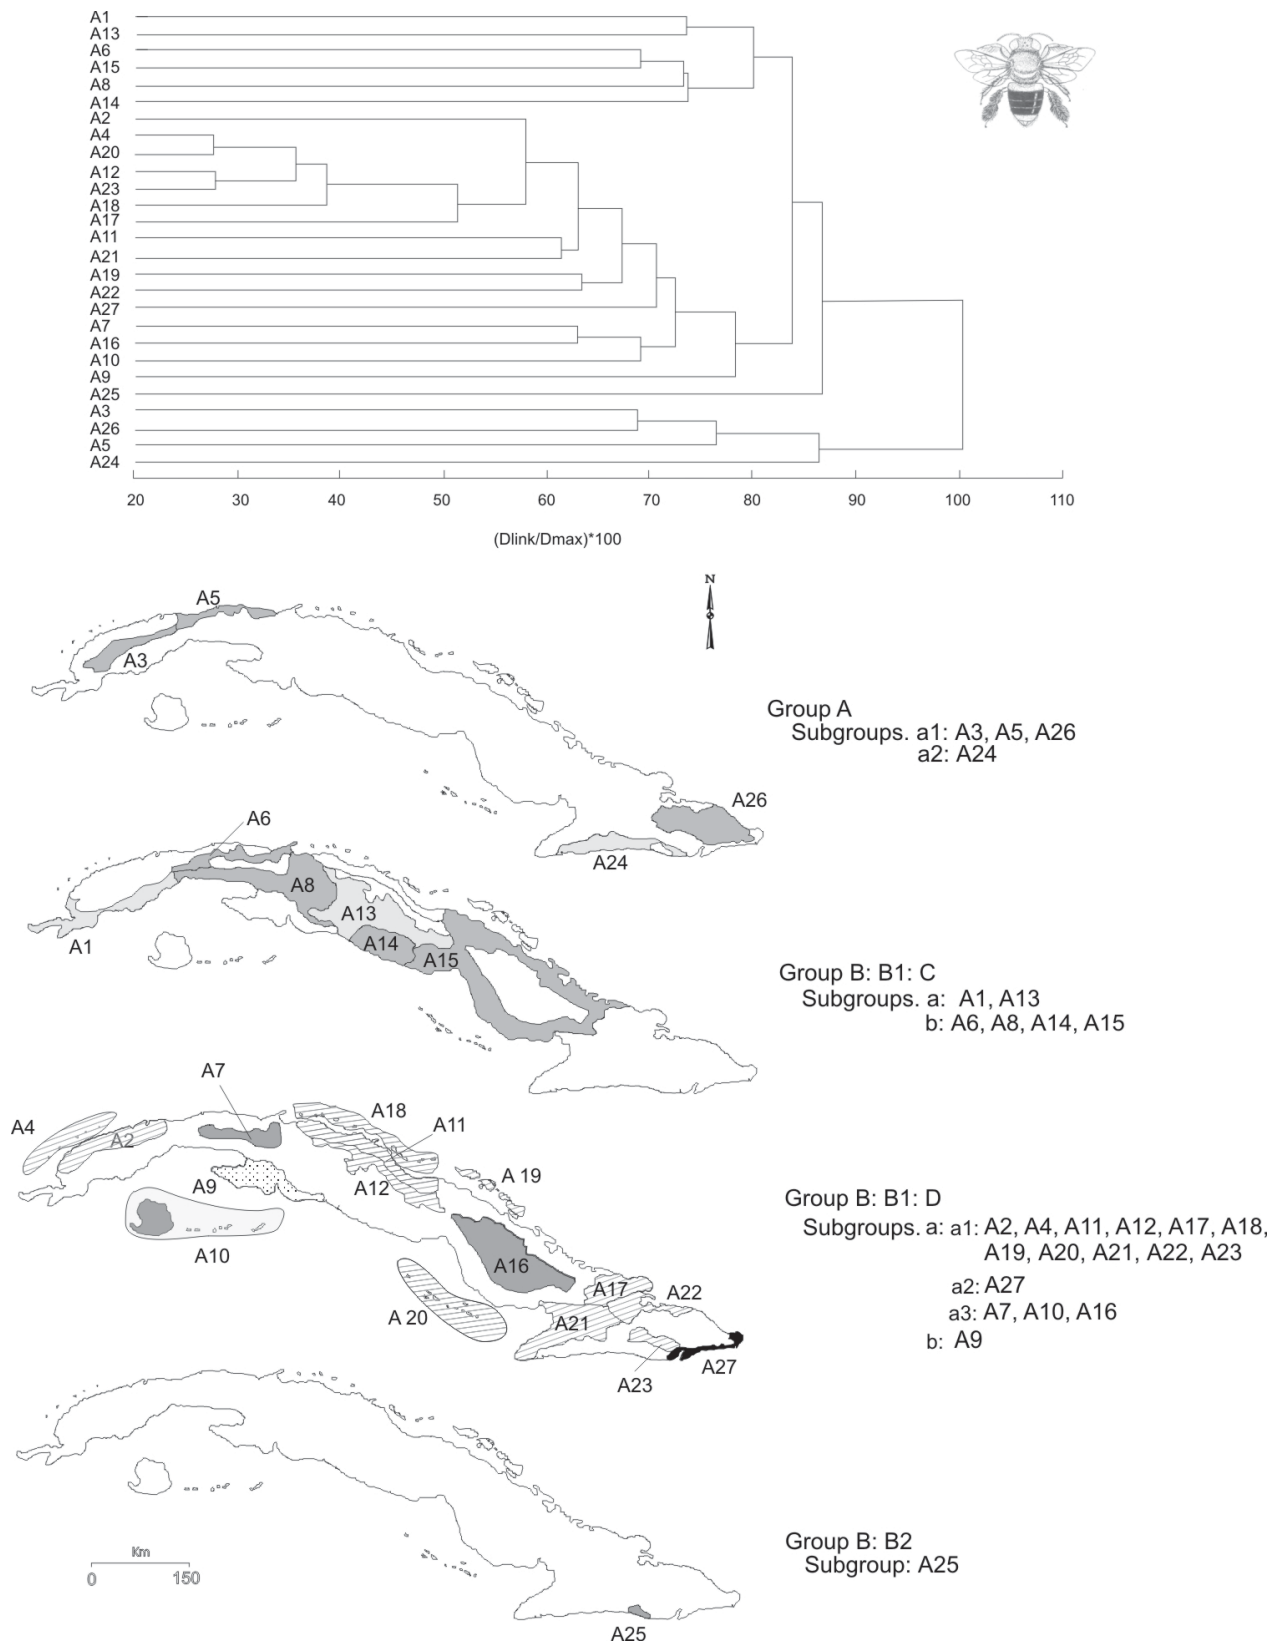 A1
A13
A6
A15
A8
A14
A2
A4
A20
A12
A23
A18
A17
A11
A21
A19
A22
A27
A7
A16
A10
A9
A25
A3
A26
A5
A24
20 30 40 50 60 70 80 90 100 110
(Dlink/Dmax)*100
N
A5
A3
A26
A24
Group A
Subgroups. a1: A3, A5, A26
a2: A24
A6
A8
A13
A14
A15
A1
Group B: B1: C
Subgroups. a: A1, A13
b: A6, A8, A14, A15
A7
A4
A2
A18
A11
A9
A12
A 19
A10
A16
A 20
A17
A22
A21
A23
A27
Group B: B1: D
Subgroups. a: a1: A2, A4, A11, A12, A17, A18,
A19, A20, A21, A22, A23
a2: A27
a3: A7, A10, A16
b: A9
Km
0 150
A25
Group B: B2
Subgroup: A25